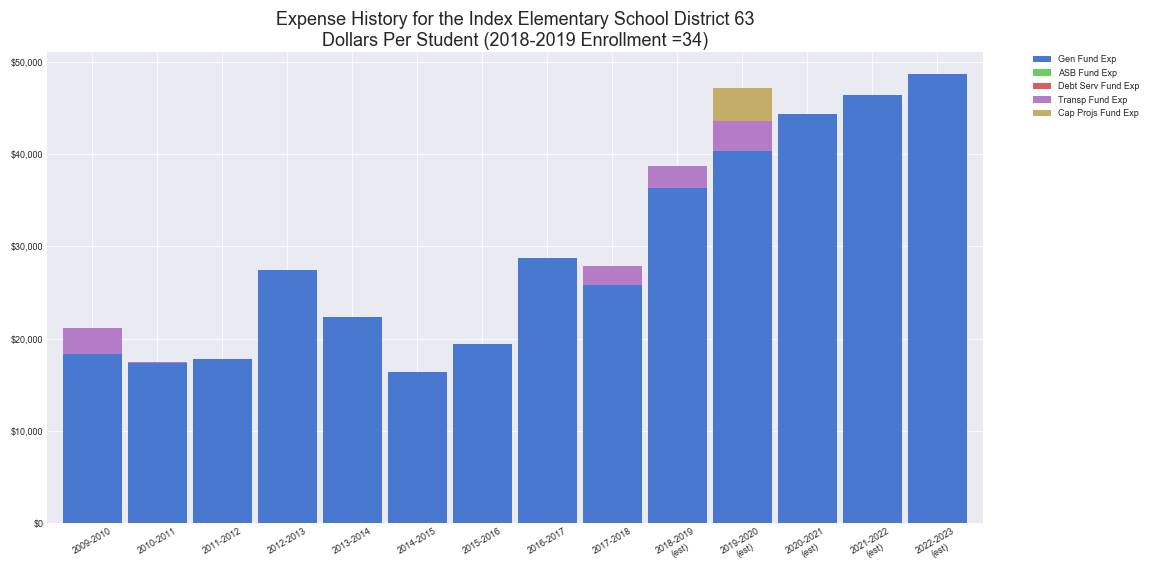 Expense History for the Index Elementary School District 63
Dollars Per Student (2018-2019 Enrollment =34)
$50,000
$40,000
$30,000
$20,000
$10,000
$0
2009-2010
2010-2011
2011-2012
2012-2013
2013-2014
2014-2015
2015-2016
2016-2017
2017-2018
2018-2019
(est)
2019-2020
(est)
2020-2021
(est)
2021-2022
(est)
2022-2023
(est)
Gen Fund Exp
ASB Fund Exp
Debt Serv Fund Exp
Transp Fund Exp
Cap Projs Fund Exp